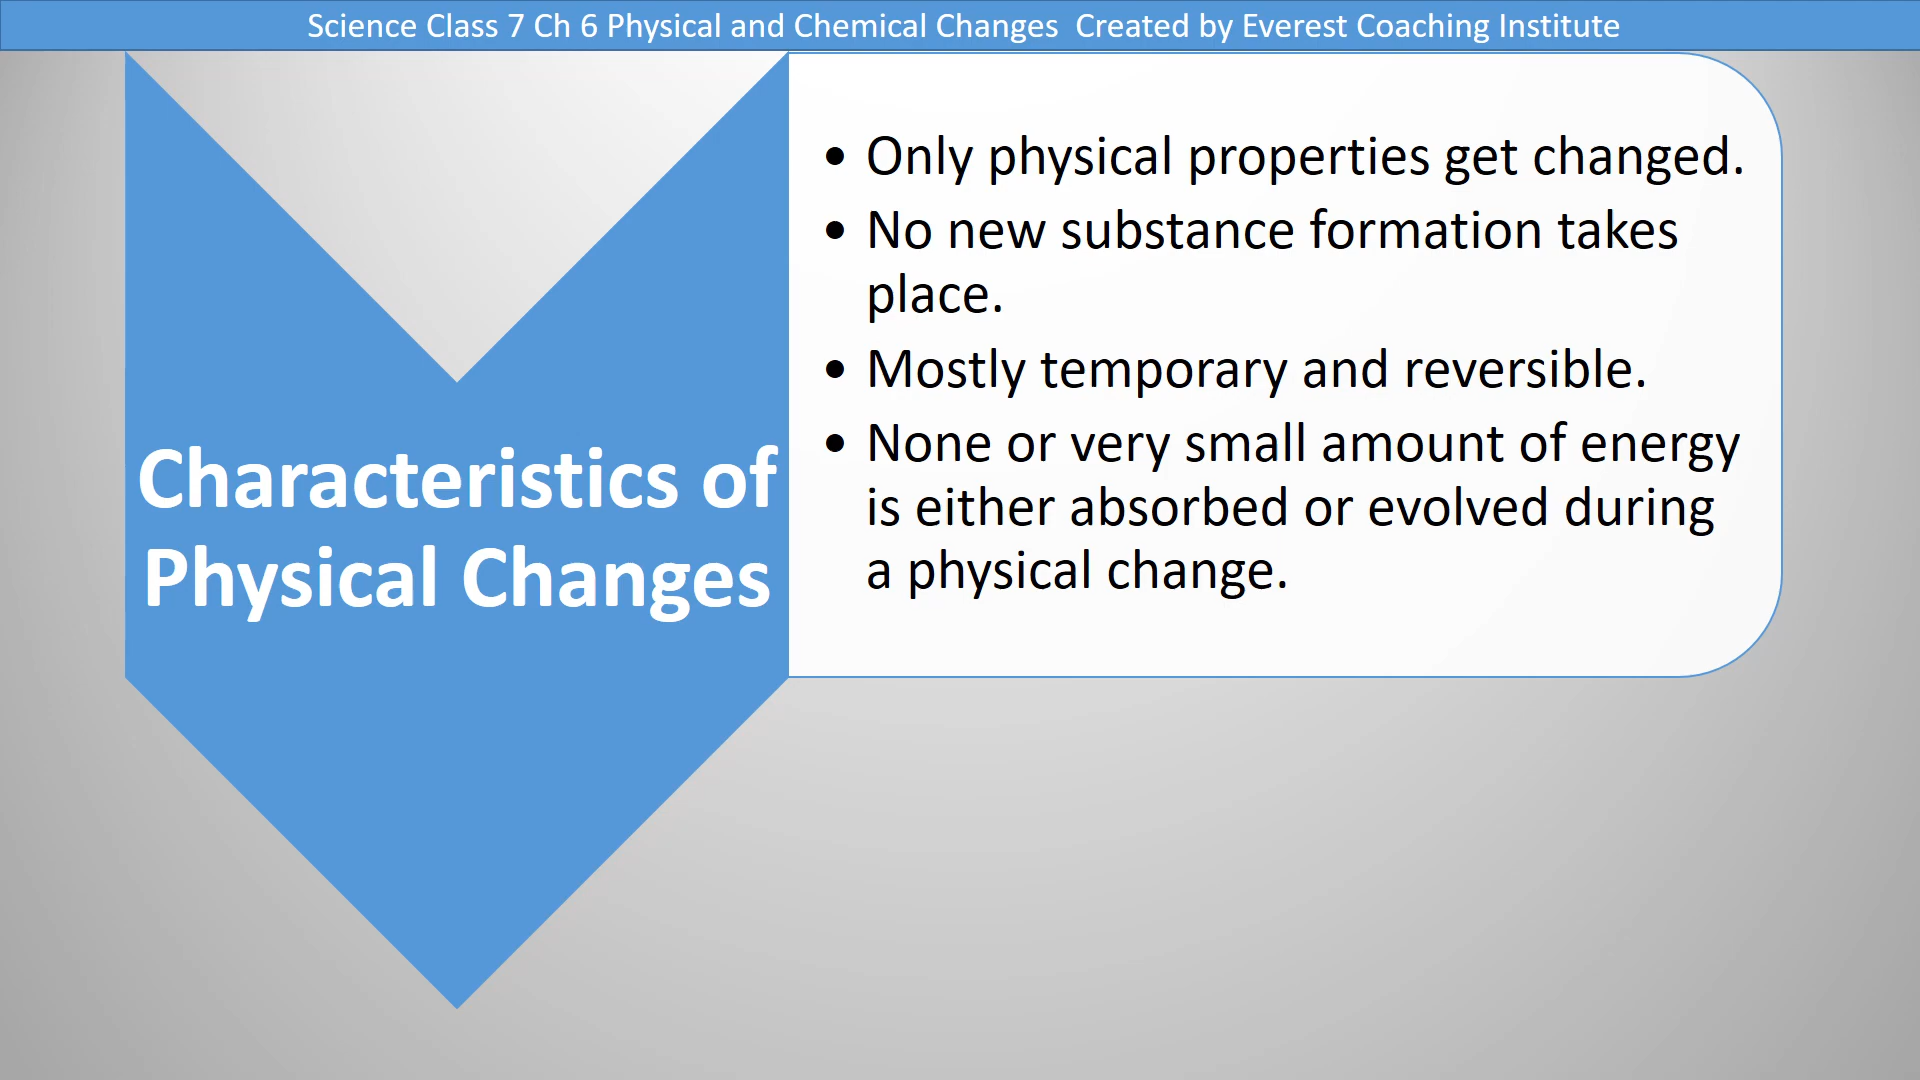 Science Class 7 Ch 6 Physical and Chemical Changes  Created by Everest Coaching Institute
Characteristics of
Physical Changes
• Only physical properties get changed.
• No new substance formation takes
place.
• Mostly temporary and reversible.
• None or very small amount of energy
is either absorbed or evolved during
a physical change.